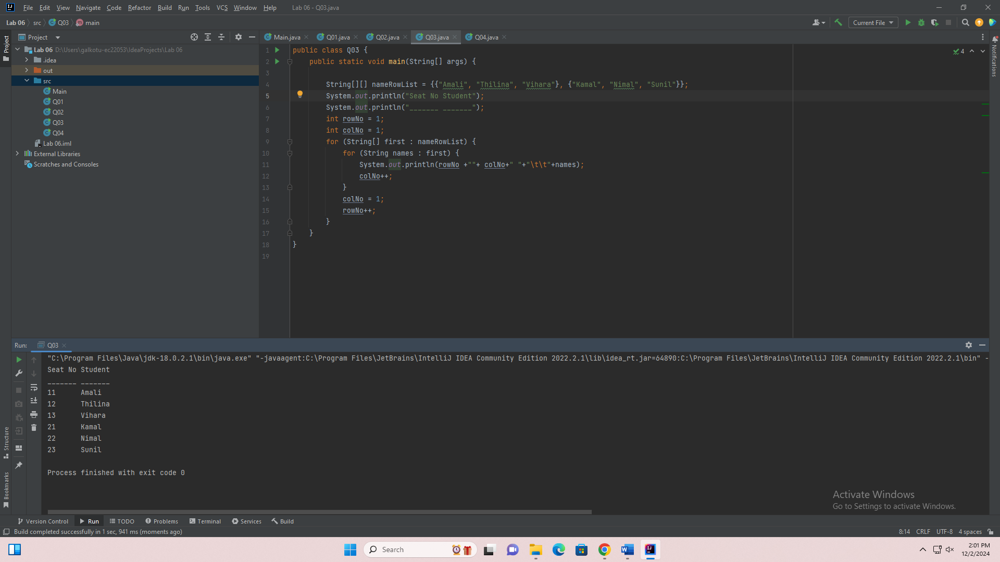 File Edit View Navigate Code Refactor Build Run Tools VCS Window Help Lab 06 - Q03.java
Lab 06 src Q03 main Current File
Project Main.java Q01.java Q02.java Q03.java Q04.java
Project
Notifications
Structure
Bookmarks
Lab 06 D:\Users\galkotu-ec22053\IdeaProjects\Lab 06
.idea
out
src
Main
Q01
Q02
Q03
Q04
Lab 06.iml
External Libraries
Scratches and Consoles
4
1 public class Q03 {
2 public static void main(String[] args) {
3
4 String[][] nameRowList = {{"Amali", "Thilina", "Vihara"}, {"Kamal", "Nimal", "Sunil"}};
5 System.out.println("Seat No Student");
6 System.out.println("_______ _______");
7 int rowNo = 1;
8 int colNo = 1;
9 for (String[] first : nameRowList) {
10 for (String names : first) {
11 System.out.println(rowNo +""+ colNo+" "+"\t\t"+names);
12 colNo++;
13 }
14 colNo = 1;
15 rowNo++;
16 }
17 }
18 }
19
Run: Q03
"C:\Program Files\Java\jdk-18.0.2.1\bin\java.exe" "-javaagent:C:\Program Files\JetBrains\IntelliJ IDEA Community Edition 2022.2.1\lib\idea_rt.jar=64890:C:\Program Files\JetBrains\IntelliJ IDEA Community Edition 2022.2.1\bin" -
Seat No Student
_______ _______
11 Amali
12 Thilina
13 Vihara
21 Kamal
22 Nimal
23 Sunil
Process finished with exit code 0
Activate Windows
Go to Settings to activate Windows.
Version Control Run TODO Problems Terminal Services Build
Build completed successfully in 1 sec, 941 ms (moments ago) 8:14 CRLF UTF-8 4 spaces
Search
2:01 PM
12/2/2024